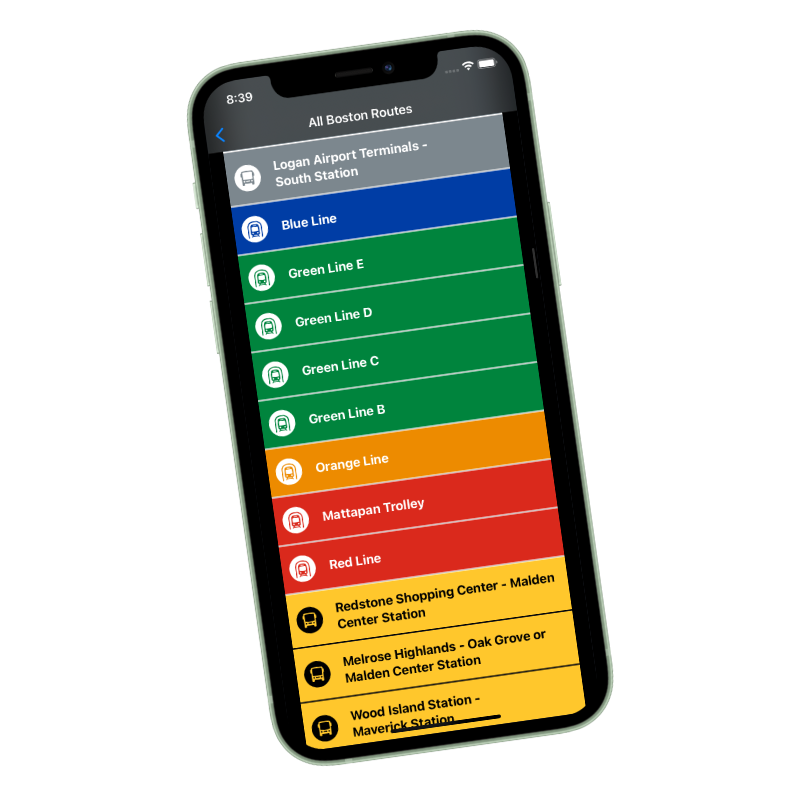 8:39
All Boston Routes
Logan Airport Terminals -
South Station
Blue Line
Green Line E
Green Line D
Green Line C
Green Line B
Orange Line
Mattapan Trolley
Red Line
Redstone Shopping Center - Malden
Center Station
Melrose Highlands - Oak Grove or
Malden Center Station
Wood Island Station -
Maverick Station